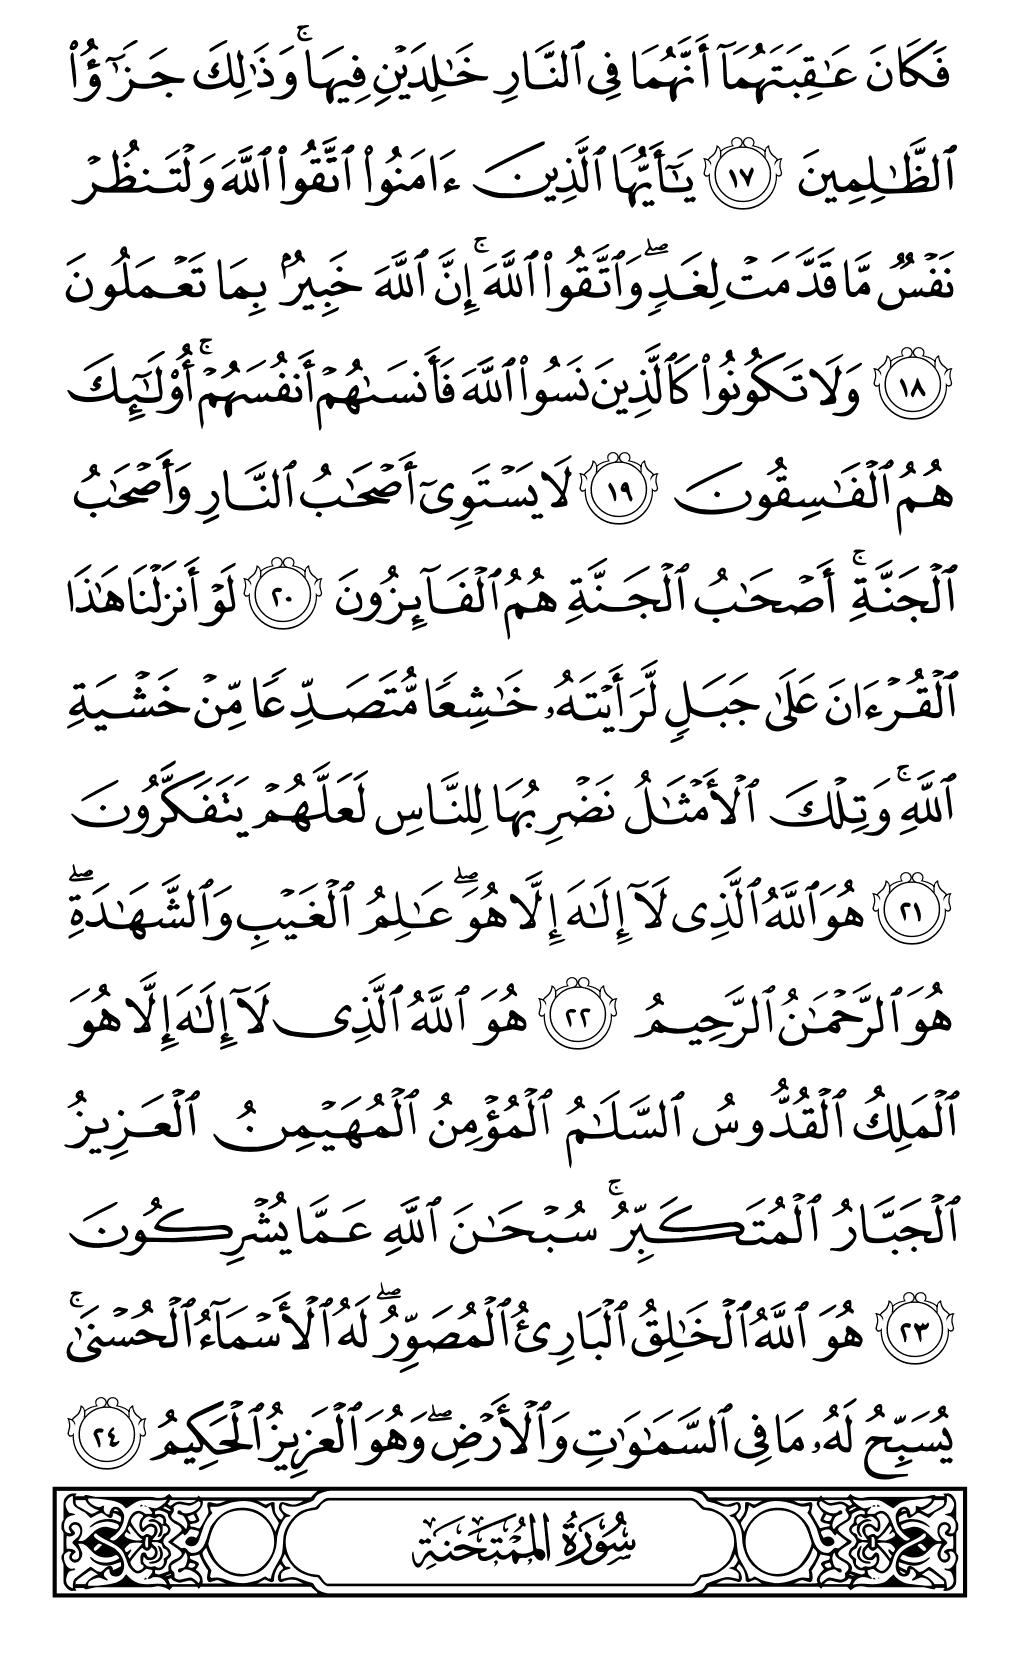 فَكَانَ عَـٰقِبَتَهُمَآ أَنَّهُمَا فِى ٱلنَّارِ خَـٰلِدَيْنِ فِيهَا ۚ وَذَٰلِكَ جَزَٰٓؤُا۟
ٱلظَّـٰلِمِينَ ١٧ يَـٰٓأَيُّهَا ٱلَّذِينَ ءَامَنُوا۟ ٱتَّقُوا۟ ٱللَّهَ وَلْتَنظُرْ
نَفْسٌ مَّا قَدَّمَتْ لِغَدٍ ۖ وَٱتَّقُوا۟ ٱللَّهَ ۚ إِنَّ ٱللَّهَ خَبِيرٌۢ بِمَا تَعْمَلُونَ
١٨ وَلَا تَكُونُوا۟ كَٱلَّذِينَ نَسُوا۟ ٱللَّهَ فَأَنسَىٰهُمْ أَنفُسَهُمْ ۚ أُو۟لَـٰٓئِكَ
هُمُ ٱلْفَـٰسِقُونَ ١٩ لَا يَسْتَوِىٓ أَصْحَـٰبُ ٱلنَّارِ وَأَصْحَـٰبُ
ٱلْجَنَّةِ ۚ أَصْحَـٰبُ ٱلْجَنَّةِ هُمُ ٱلْفَآئِزُونَ ٢٠ لَوْ أَنزَلْنَا هَـٰذَا
ٱلْقُرْءَانَ عَلَىٰ جَبَلٍ لَّرَأَيْتَهُۥ خَـٰشِعًا مُّتَصَدِّعًا مِّنْ خَشْيَةِ
ٱللَّهِ ۚ وَتِلْكَ ٱلْأَمْثَـٰلُ نَضْرِبُهَا لِلنَّاسِ لَعَلَّهُمْ يَتَفَكَّرُونَ
٢١ هُوَ ٱللَّهُ ٱلَّذِى لَآ إِلَـٰهَ إِلَّا هُوَ ۖ عَـٰلِمُ ٱلْغَيْبِ وَٱلشَّهَـٰدَةِ ۖ
هُوَ ٱلرَّحْمَـٰنُ ٱلرَّحِيمُ ٢٢ هُوَ ٱللَّهُ ٱلَّذِى لَآ إِلَـٰهَ إِلَّا هُوَ
ٱلْمَلِكُ ٱلْقُدُّوسُ ٱلسَّلَـٰمُ ٱلْمُؤْمِنُ ٱلْمُهَيْمِنُ ٱلْعَزِيزُ
ٱلْجَبَّارُ ٱلْمُتَكَبِّرُ ۚ سُبْحَـٰنَ ٱللَّهِ عَمَّا يُشْرِكُونَ
٢٣ هُوَ ٱللَّهُ ٱلْخَـٰلِقُ ٱلْبَارِئُ ٱلْمُصَوِّرُ ۖ لَهُ ٱلْأَسْمَآءُ ٱلْحُسْنَىٰ ۚ
يُسَبِّحُ لَهُۥ مَا فِى ٱلسَّمَـٰوَٰتِ وَٱلْأَرْضِ ۖ وَهُوَ ٱلْعَزِيزُ ٱلْحَكِيمُ ٢٤
سُورَةُ المُمْتَحَنَةِ